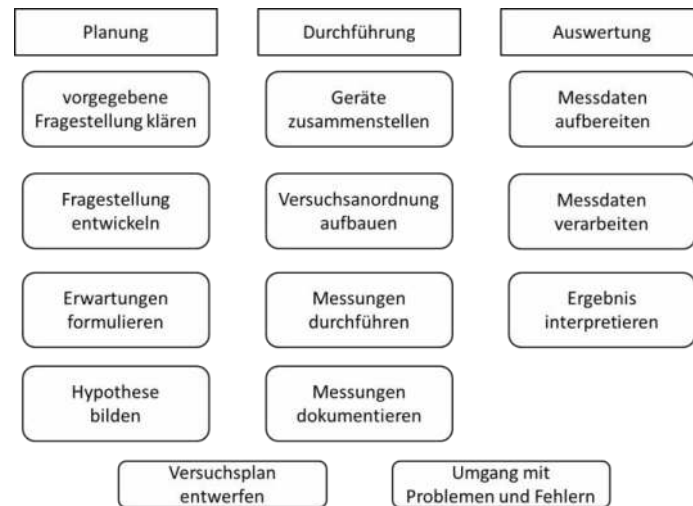 Planung
vorgegebene
Fragestellung klären
Fragestellung
entwickeln
Erwartungen
formulieren
Hypothese
bilden
Durchführung
Geräte
zusammenstellen
Versuchsanordnung
aufbauen
Messungen
durchführen
Messungen
dokumentieren
Auswertung
Messdaten
aufbereiten
Messdaten
verarbeiten
Ergebnis
interpretieren
Versuchsplan
entwerfen
Umgang mit
Problemen und Fehlern